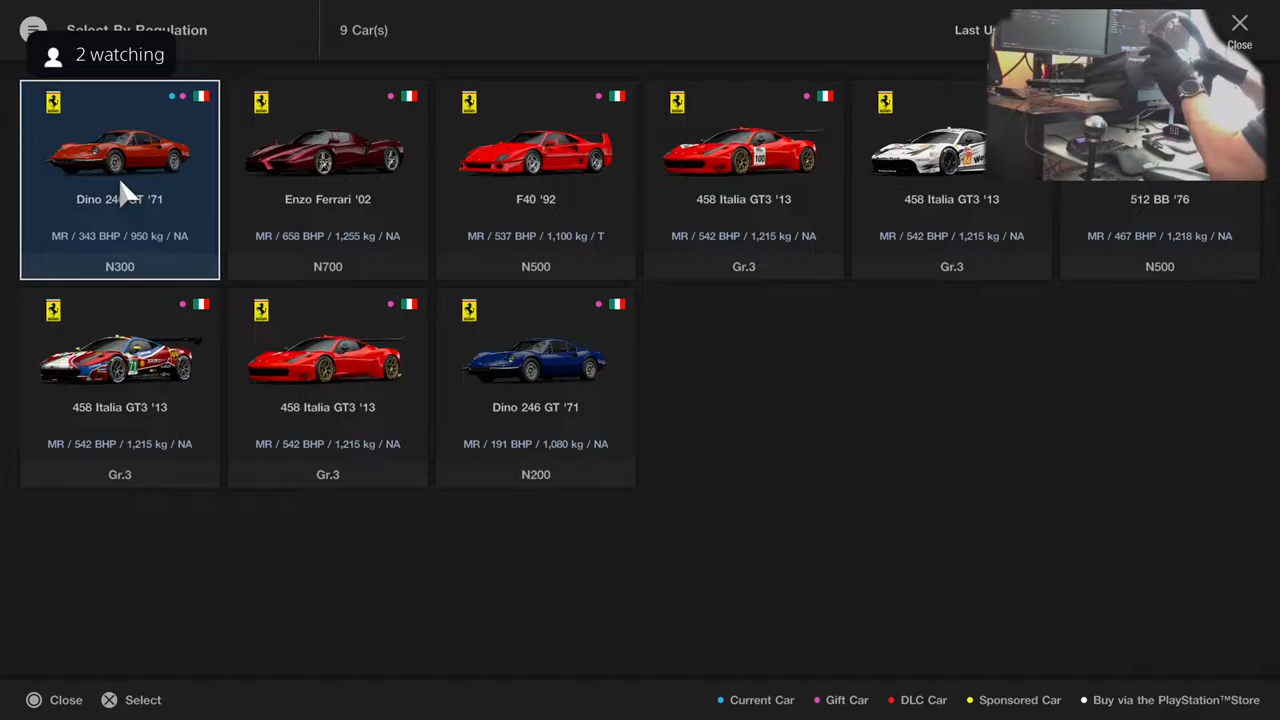 Select By Regulation
9 Car(s)
Close
2 watching
Dino 24 GT '71
MR / 343 BHP / 950 kg / NA
N300
Enzo Ferrari '02
MR / 658 BHP / 1,255 kg / NA
N700
F40 '92
MR / 537 BHP / 1,100 kg / T
N500
458 Italia GT3 '13
MR / 542 BHP / 1,215 kg / NA
Gr.3
458 Italia GT3 '13
MR / 542 BHP / 1,215 kg / NA
Gr.3
512 BB '76
MR / 467 BHP / 1,218 kg / NA
N500
458 Italia GT3 '13
MR / 542 BHP / 1,215 kg / NA
Gr.3
458 Italia GT3 '13
MR / 542 BHP / 1,215 kg / NA
Gr.3
Dino 246 GT '71
MR / 191 BHP / 1,080 kg / NA
N200
Close
Select
Current Car
Gift Car
DLC Car
Sponsored Car
Buy via the PlayStation™Store